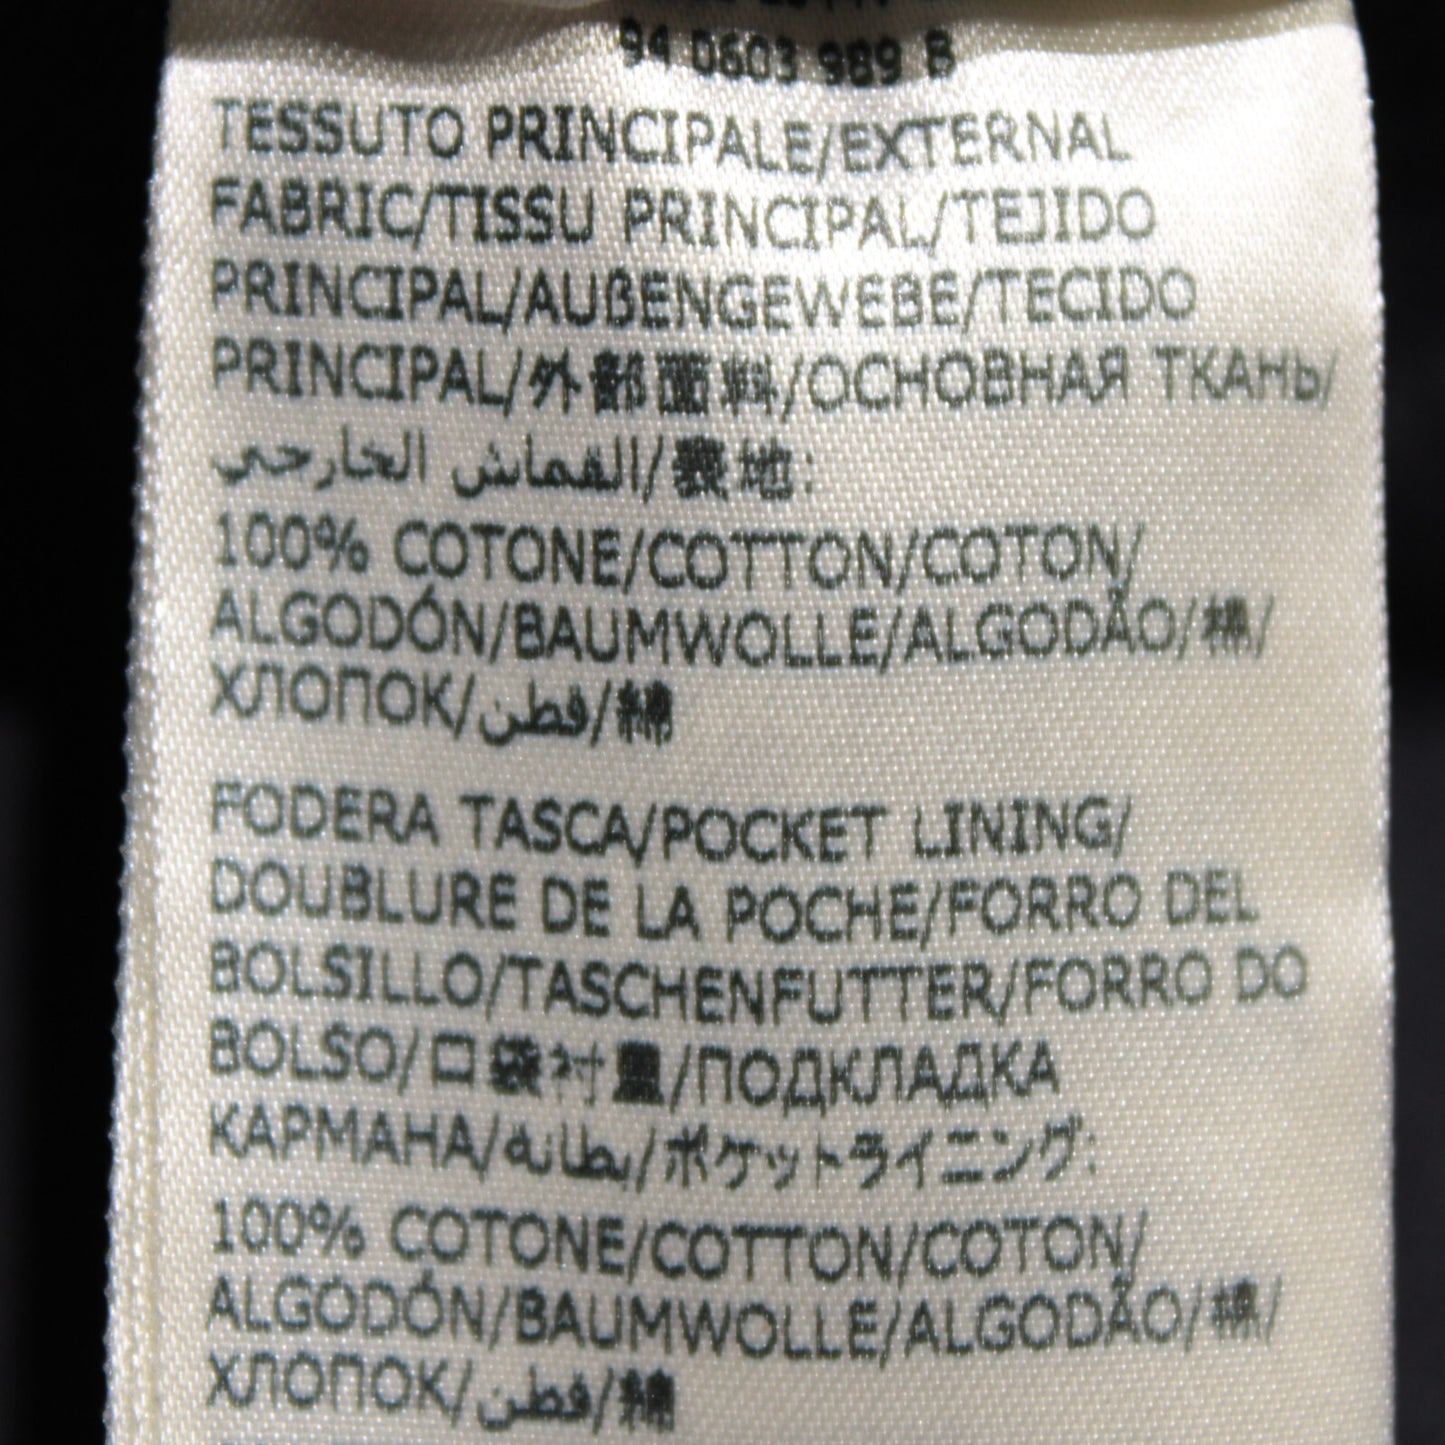 94 0603 989 B
TESSUTO PRINCIPALE/EXTERNAL
FABRIC/TISSU PRINCIPAL/TEJIDO
PRINCIPAL/AUßENGEWEBE/TECIDO
PRINCIPAL/外部面料/ОСНОВНАЯ ТКАНЬ/
القماش الخارجي/表地:
100% COTONE/COTTON/COTON/
ALGODÓN/BAUMWOLLE/ALGODÃO/棉/
ХЛОПОК/قطن/綿
FODERA TASCA/POCKET LINING/
DOUBLURE DE LA POCHE/FORRO DEL
BOLSILLO/TASCHENFUTTER/FORRO DO
BOLSO/口袋衬里/ПОДКЛАДКА
КАРМАНА/بطانة/ポケットライニング:
100% COTONE/COTTON/COTON/
ALGODÓN/BAUMWOLLE/ALGODÃO/棉/
ХЛОПОК/قطن/綿